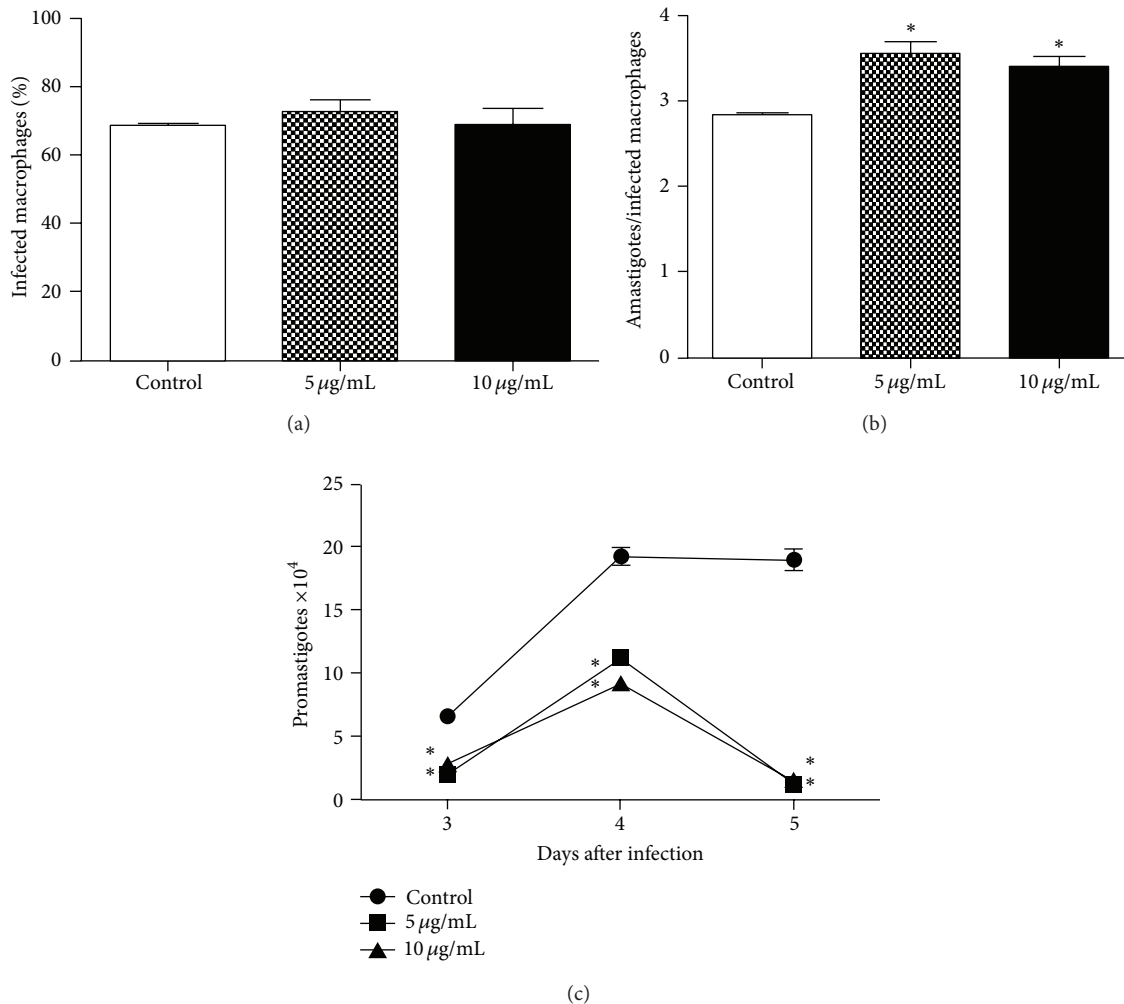 100
80
60
40
20
0
Infected macrophages (%)
Control
5 μg/mL
10 μg/mL
(a)
4
3
2
1
0
Amastigotes/infected macrophages
*
*
Control
5 μg/mL
10 μg/mL
(b)
25
20
15
10
5
0
Promastigotes ×10⁴
*
*
*
*
*
*
3
4
5
Days after infection
Control
5 μg/mL
10 μg/mL
(c)